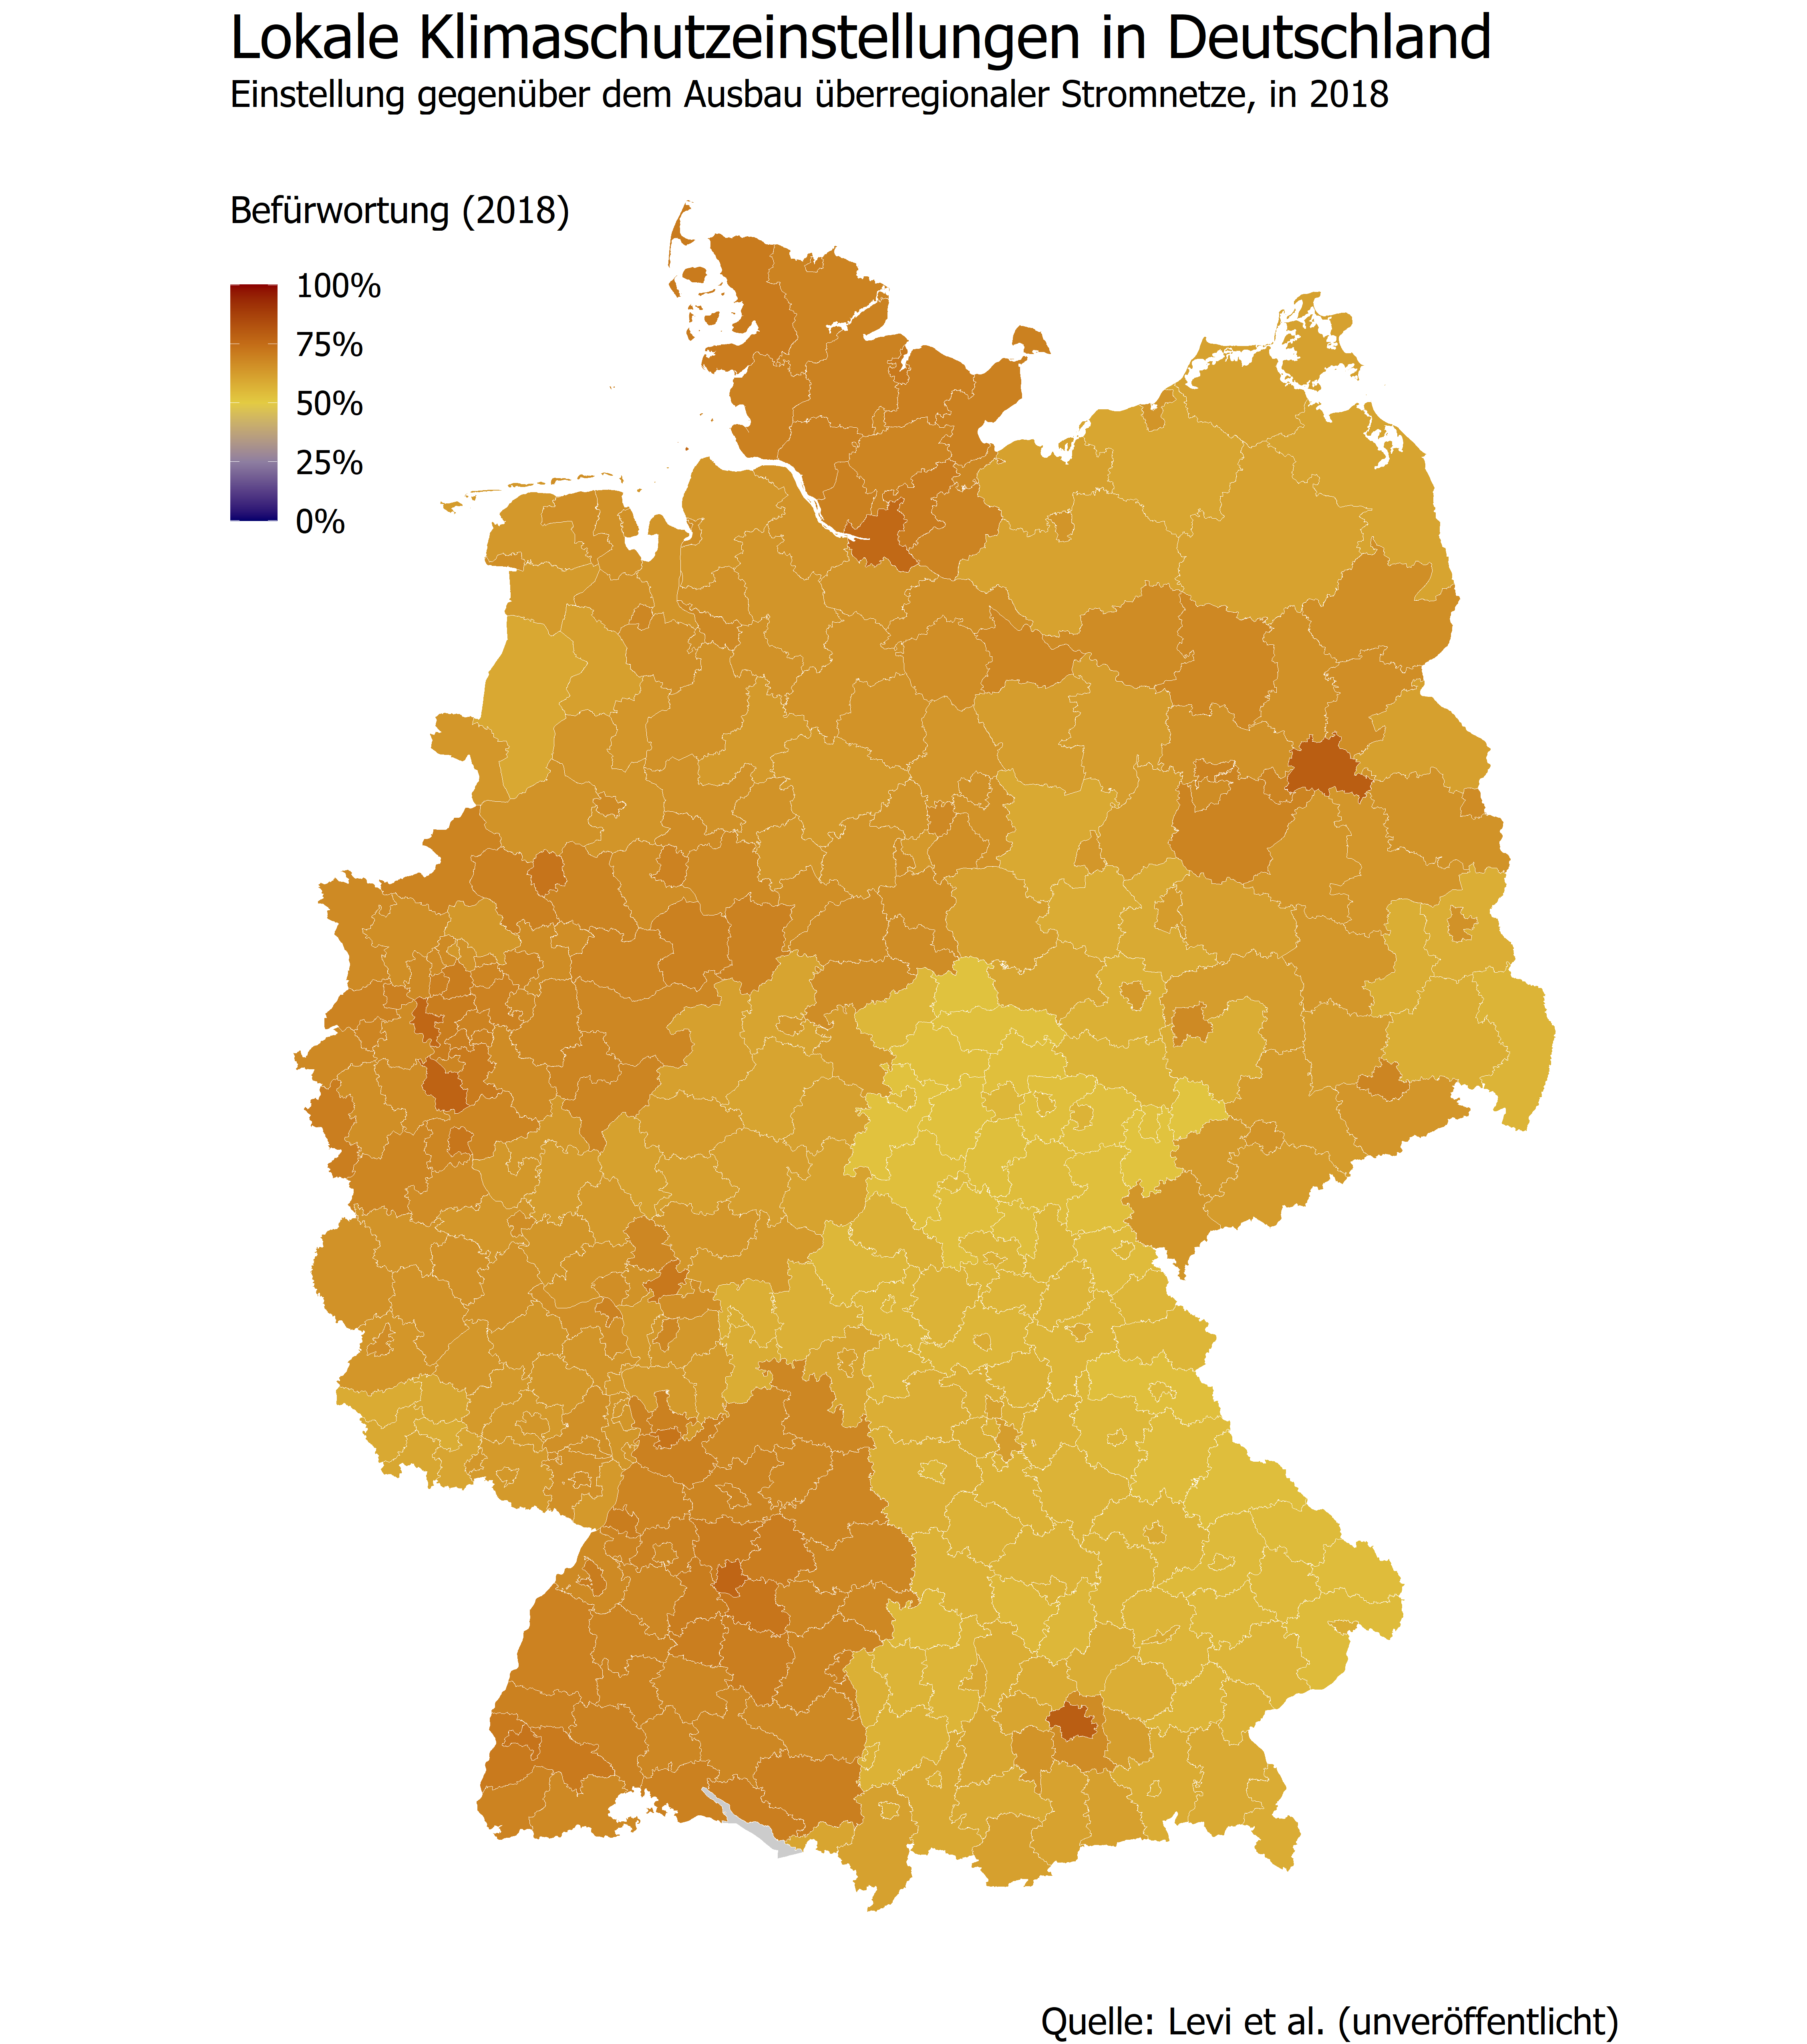 Lokale Klimaschutzeinstellungen in Deutschland
Einstellung gegenüber dem Ausbau überregionaler Stromnetze, in 2018
Befürwortung (2018)
100%
75%
50%
25%
0%
Quelle: Levi et al. (unveröffentlicht)